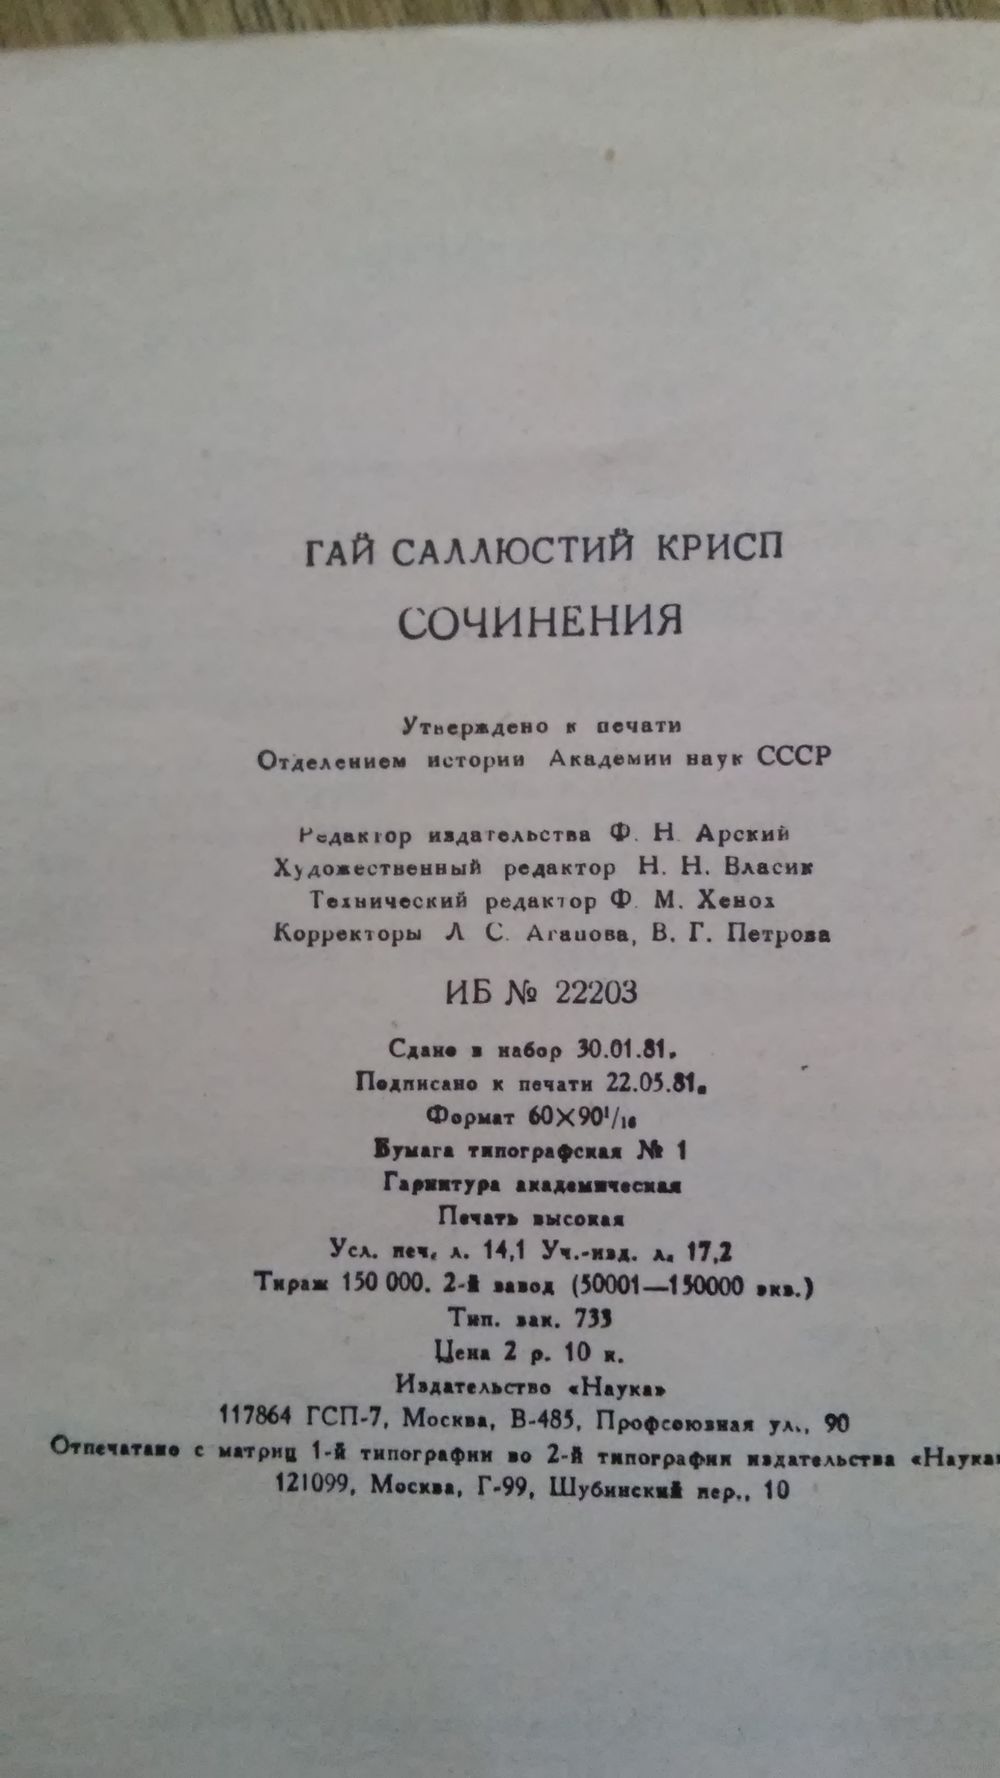 ГАЙ САЛЛЮСТИЙ КРИСП
СОЧИНЕНИЯ
Утверждено к печати
Отделением истории Академии наук СССР
Редактор издательства Ф. Н. Арский
Художественный редактор Н. Н. Власик
Технический редактор Ф. М. Хенох
Корректоры Л. С. Агапова, В. Г. Петрова
ИБ № 22203
Сдано в набор 30.01.81.
Подписано к печати 22.05.81.
Формат 60×90¹/₁₆
Бумага типографская № 1
Гарнитура академическая
Печать высокая
Усл. печ. л. 14,1 Уч.-изд. л. 17,2
Тираж 150 000. 2-й завод (50001—150000 экз.)
Тип. зак. 733
Цена 2 р. 10 к.
Издательство «Наука»
117864 ГСП-7, Москва, В-485, Профсоюзная ул., 90
Отпечатано с матриц 1-й типографии во 2-й типографии издательства «Наука»
121099, Москва, Г-99, Шубинский пер., 10